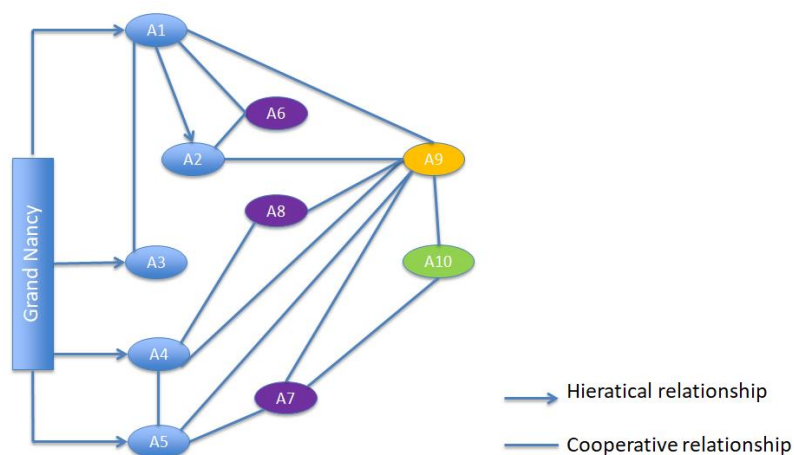 A1
A6
A2
A9
A8
Grand Nancy
A3
A10
A4
A7
A5
Hieratical relationship
Cooperative relationship